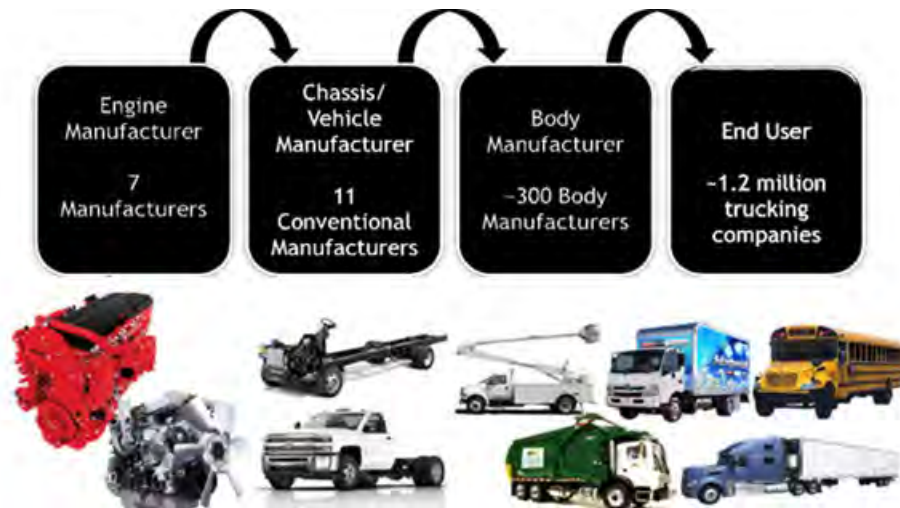 Engine
Manufacturer
7
Manufacturers
Chassis/
Vehicle
Manufacturer
11
Conventional
Manufacturers
Body
Manufacturer
~300 Body
Manufacturers
End User
~1.2 million
trucking
companies